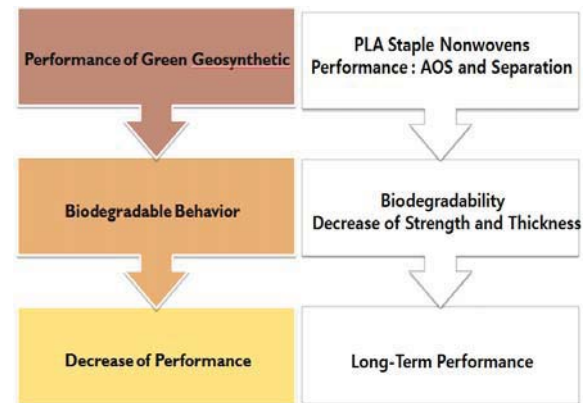 Performance of Green Geosynthetic
PLA Staple Nonwovens
Performance : AOS and Separation
Biodegradable Behavior
Biodegradability
Decrease of Strength and Thickness
Decrease of Performance
Long-Term Performance